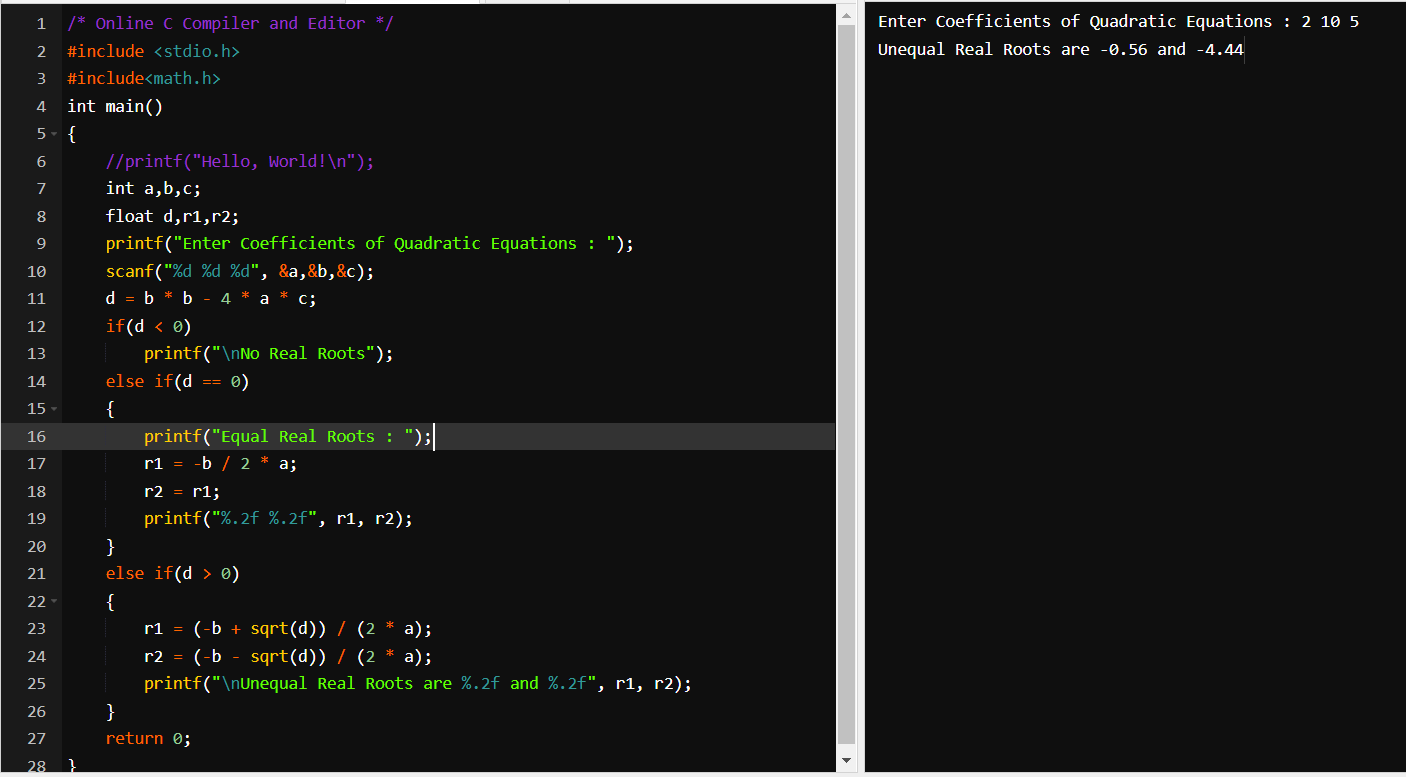 1 /* Online C Compiler and Editor */
2 #include <stdio.h>
3 #include<math.h>
4 int main()
5 {
6     //printf("Hello, World!\n");
7     int a,b,c;
8     float d,r1,r2;
9     printf("Enter Coefficients of Quadratic Equations : ");
10     scanf("%d %d %d", &a,&b,&c);
11     d = b * b - 4 * a * c;
12     if(d < 0)
13         printf("\nNo Real Roots");
14     else if(d == 0)
15     {
16         printf("Equal Real Roots : ");
17         r1 = -b / 2 * a;
18         r2 = r1;
19         printf("%.2f %.2f", r1, r2);
20     }
21     else if(d > 0)
22     {
23         r1 = (-b + sqrt(d)) / (2 * a);
24         r2 = (-b - sqrt(d)) / (2 * a);
25         printf("\nUnequal Real Roots are %.2f and %.2f", r1, r2);
26     }
27     return 0;
28 }
Enter Coefficients of Quadratic Equations : 2 10 5
Unequal Real Roots are -0.56 and -4.44